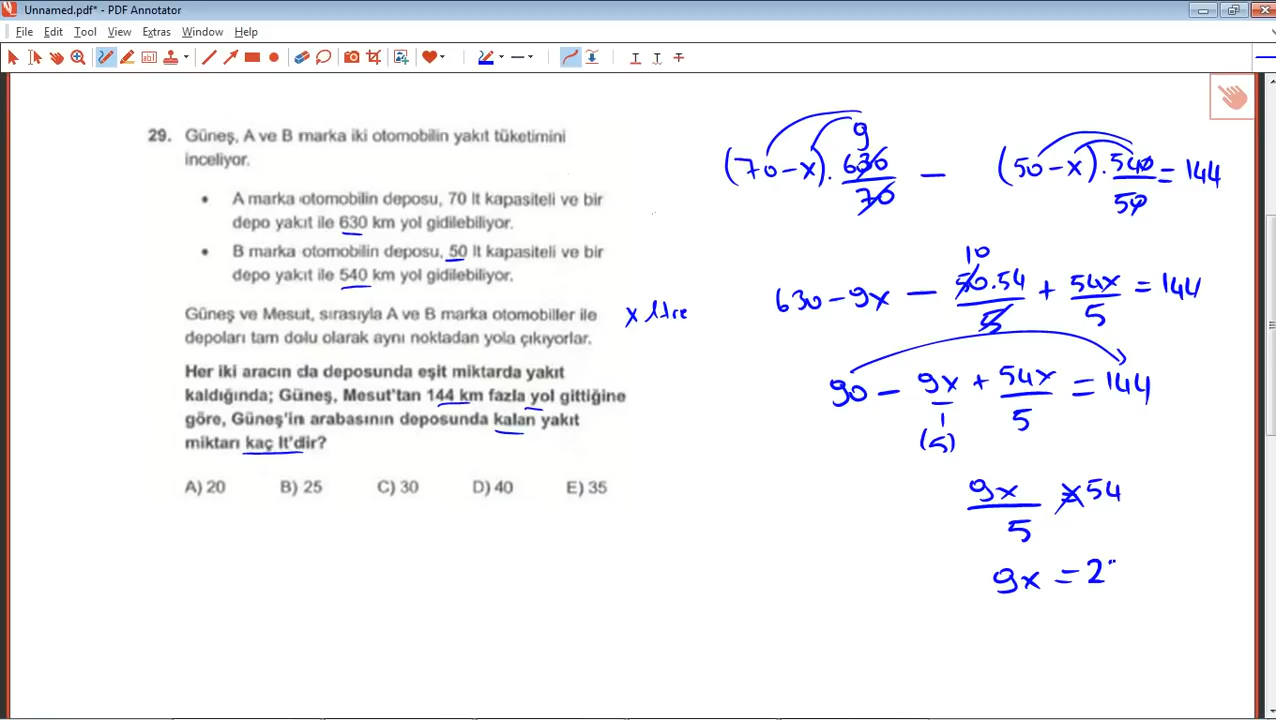 Unnamed.pdf* - PDF Annotator
File Edit Tool View Extras Window Help
29. Güneş, A ve B marka iki otomobilin yakıt tüketimini
inceliyor.
• A marka otomobilin deposu, 70 lt kapasiteli ve bir
depo yakıt ile 630 km yol gidilebiliyor.
• B marka otomobilin deposu, 50 lt kapasiteli ve bir
depo yakıt ile 540 km yol gidilebiliyor.
Güneş ve Mesut, sırasıyla A ve B marka otomobiller ile
depoları tam dolu olarak aynı noktadan yola çıkıyorlar.
Her iki aracın da deposunda eşit miktarda yakıt
kaldığında; Güneş, Mesut'tan 144 km fazla yol gittiğine
göre, Güneş'in arabasının deposunda kalan yakıt
miktarı kaç lt'dir?
A) 20 B) 25 C) 30 D) 40 E) 35
x litre
9
(70-x). 630/70 - (50-x). 540/50 = 144
10
630 - 9x - 50.54/5 + 54x/5 = 144
90 - 9x/1 + 54x/5 = 144
(5)
9x/5 = 54
9x = 2